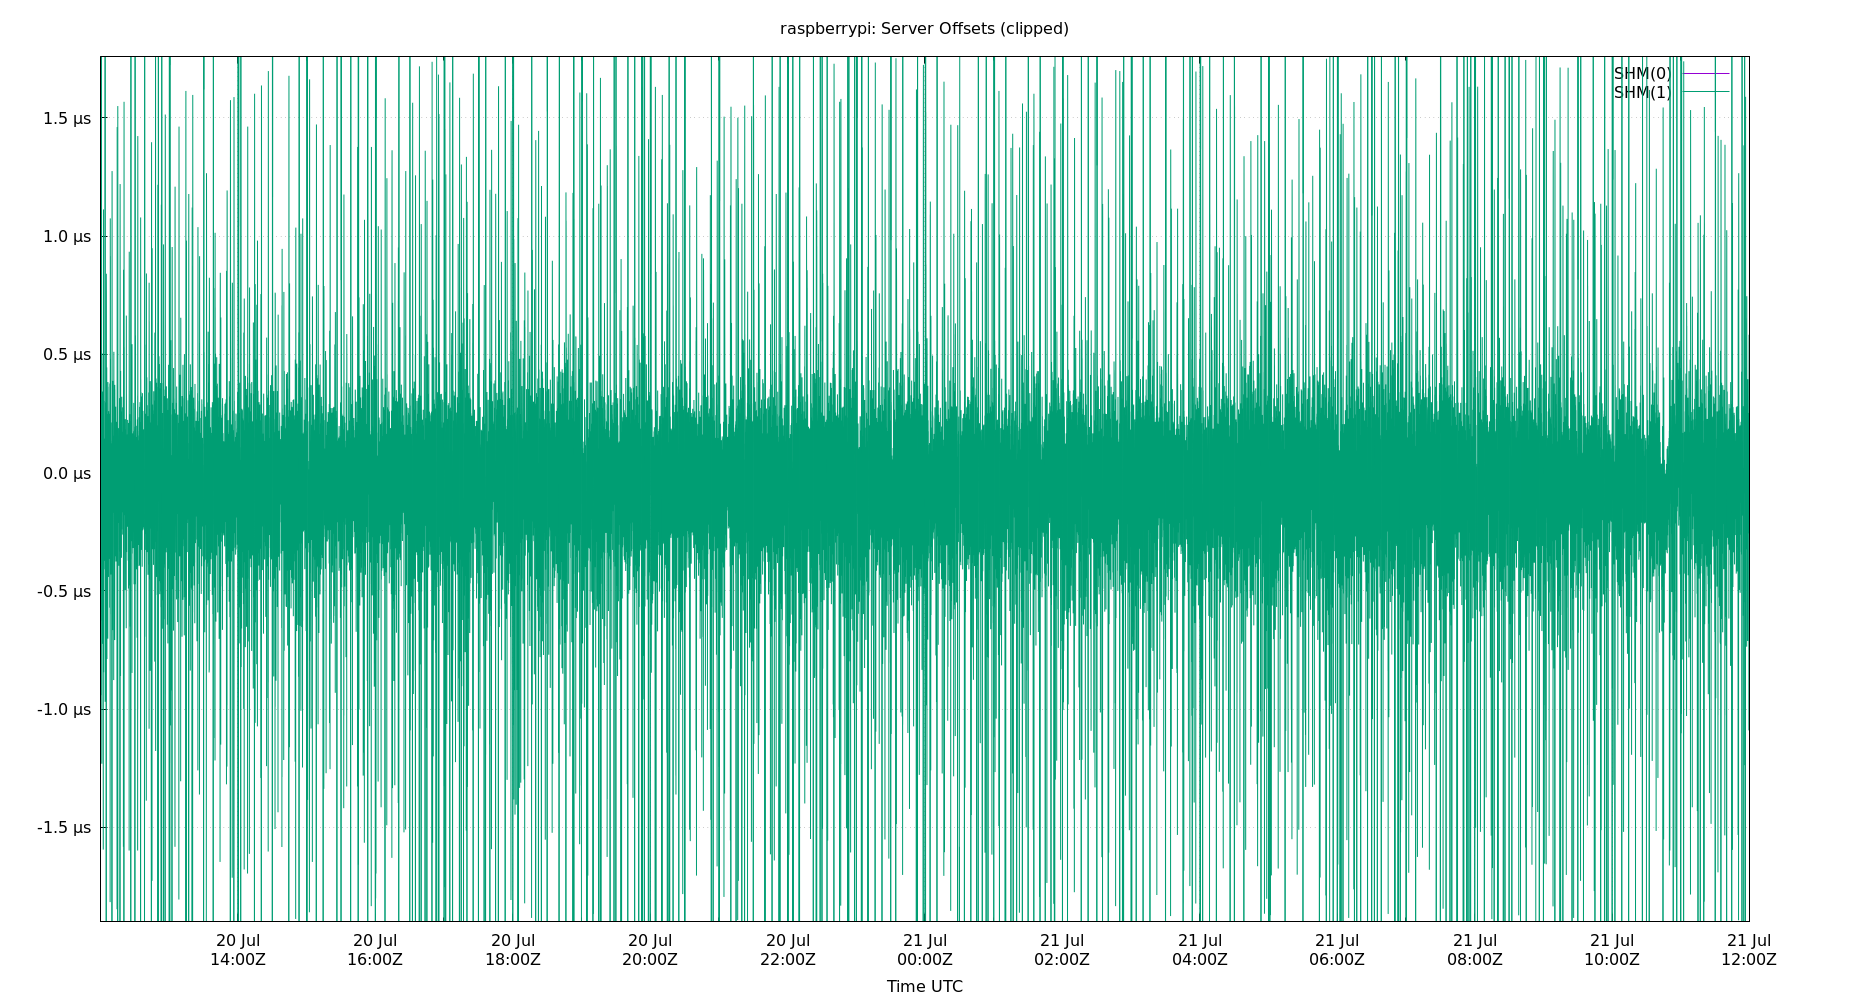 raspberrypi: Server Offsets (clipped)
SHM(0)
SHM(1)
1.5 µs
1.0 µs
0.5 µs
0.0 µs
-0.5 µs
-1.0 µs
-1.5 µs
20 Jul 20 Jul 20 Jul 20 Jul 20 Jul 21 Jul 21 Jul 21 Jul 21 Jul 21 Jul 21 Jul 21 Jul
14:00Z 16:00Z 18:00Z 20:00Z 22:00Z 00:00Z 02:00Z 04:00Z 06:00Z 08:00Z 10:00Z 12:00Z
Time UTC